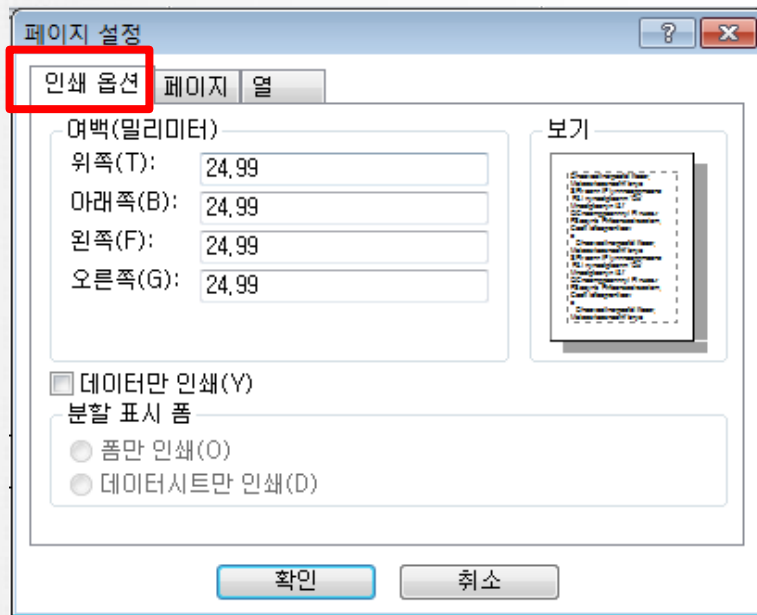 페이지 설정
인쇄 옵션 페이지 열
여백(밀리미터)
보기
위쪽(T): 24,99
아래쪽(B): 24,99
왼쪽(F): 24,99
오른쪽(G): 24,99
데이터만 인쇄(Y)
분할 표시 폼
폼만 인쇄(O)
데이터시트만 인쇄(D)
확인 취소